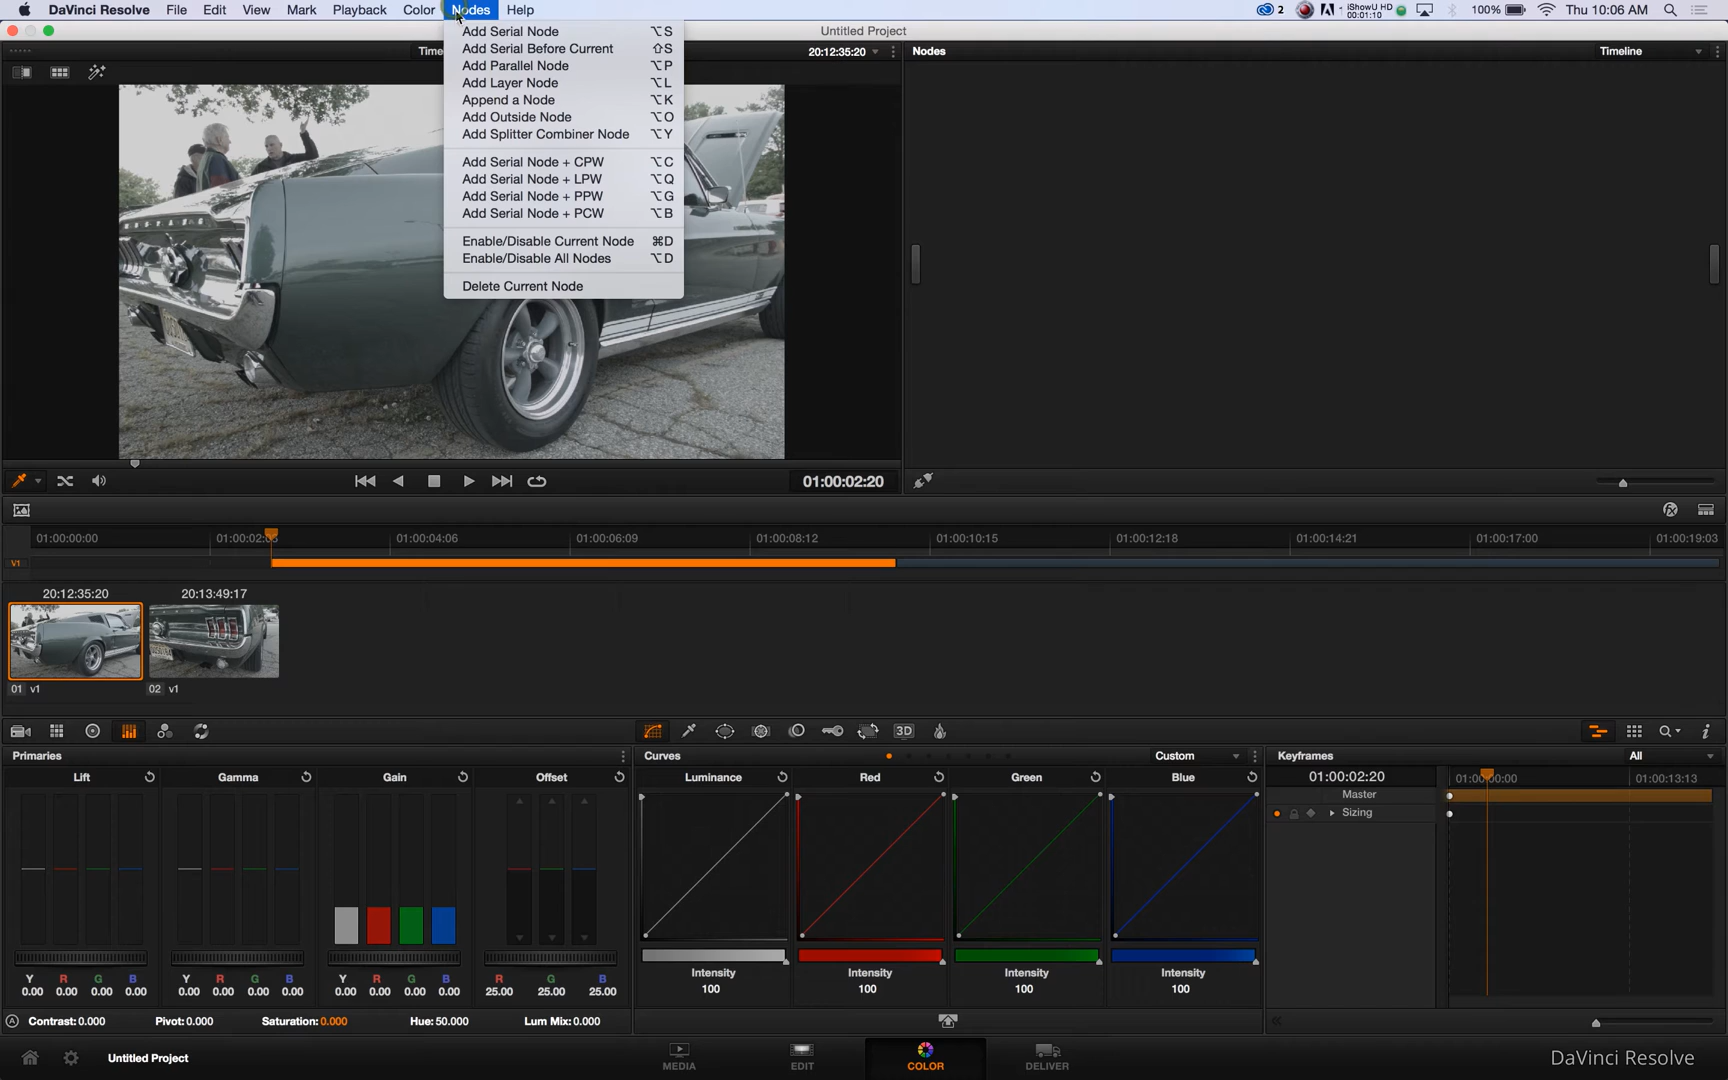 DaVinci Resolve File Edit View Mark Playback Color Nodes Help
2 iShowU HD 00:01:10 100% Thu 10:06 AM
Untitled Project
Time 20:12:35:20 Nodes Timeline
Add Serial Node ⌥S
Add Serial Before Current ⇧S
Add Parallel Node ⌥P
Add Layer Node ⌥L
Append a Node ⌥K
Add Outside Node ⌥O
Add Splitter Combiner Node ⌥Y
Add Serial Node + CPW ⌥C
Add Serial Node + LPW ⌥Q
Add Serial Node + PPW ⌥G
Add Serial Node + PCW ⌥B
Enable/Disable Current Node ⌘D
Enable/Disable All Nodes ⌥D
Delete Current Node
01:00:02:20
01:00:00:00 01:00:04:06 01:00:06:09 01:00:08:12 01:00:10:15 01:00:12:18 01:00:14:21 01:00:17:00 01:00:19:03
V1
20:12:35:20 20:13:49:17
01 v1 02 v1
3D
Primaries Curves Custom Keyframes All
Lift Gamma Gain Offset Luminance Red Green Blue 01:00:02:20 01:00:13:13
Master
Sizing
Y R G B Y R G B Y R G B R G B
0.00 0.00 0.00 0.00 0.00 0.00 0.00 0.00 0.00 0.00 0.00 0.00 25.00 25.00 25.00
Intensity Intensity Intensity Intensity
100 100 100 100
A Contrast:0.000 Pivot:0.000 Saturation:0.000 Hue:50.000 Lum Mix:0.000
Untitled Project MEDIA EDIT COLOR DELIVER DaVinci Resolve